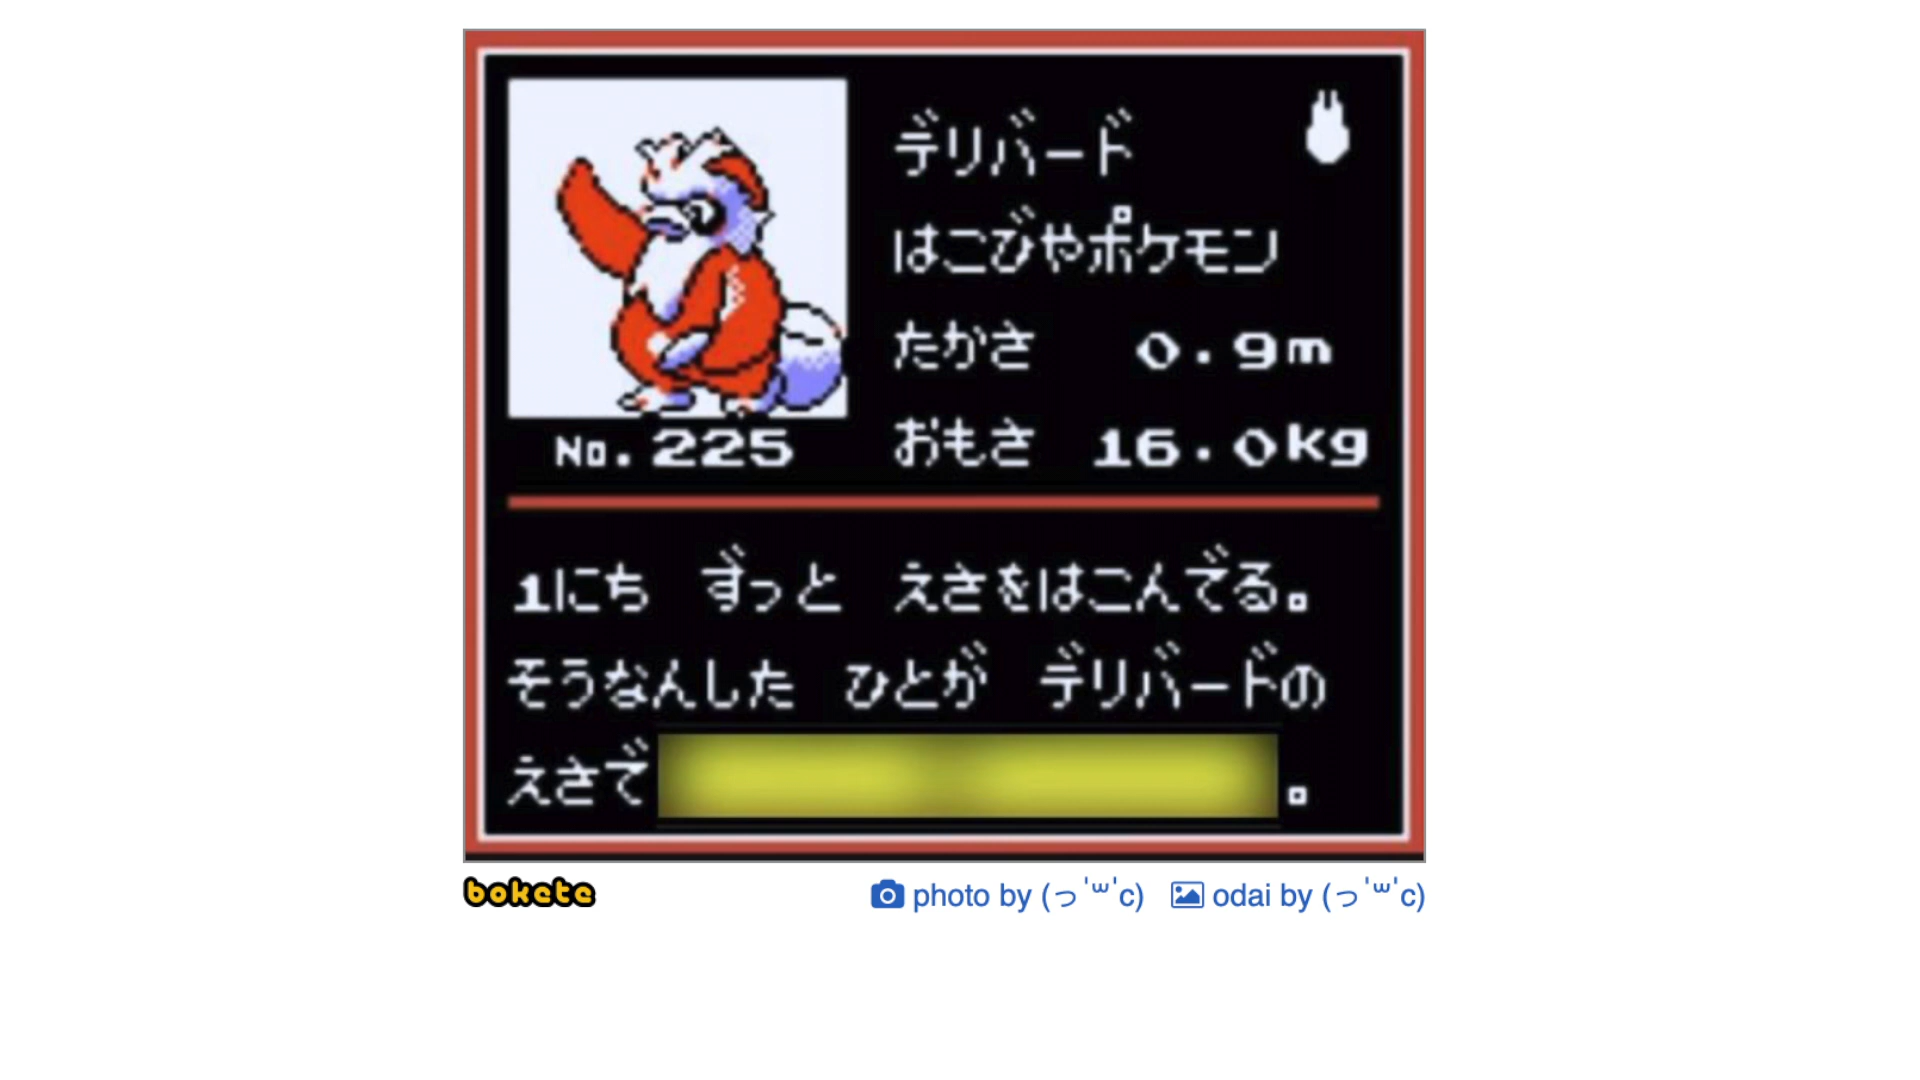 デリバード
はこびやポケモン
たかさ 0.9m
おもさ 16.0kg
No.225
1にち ずっと えさをはこんでる。
そうなんした ひとが デリバードの
えさで 。
bokete
photo by (っ˙꒳˙c) odai by (っ˙꒳˙c)